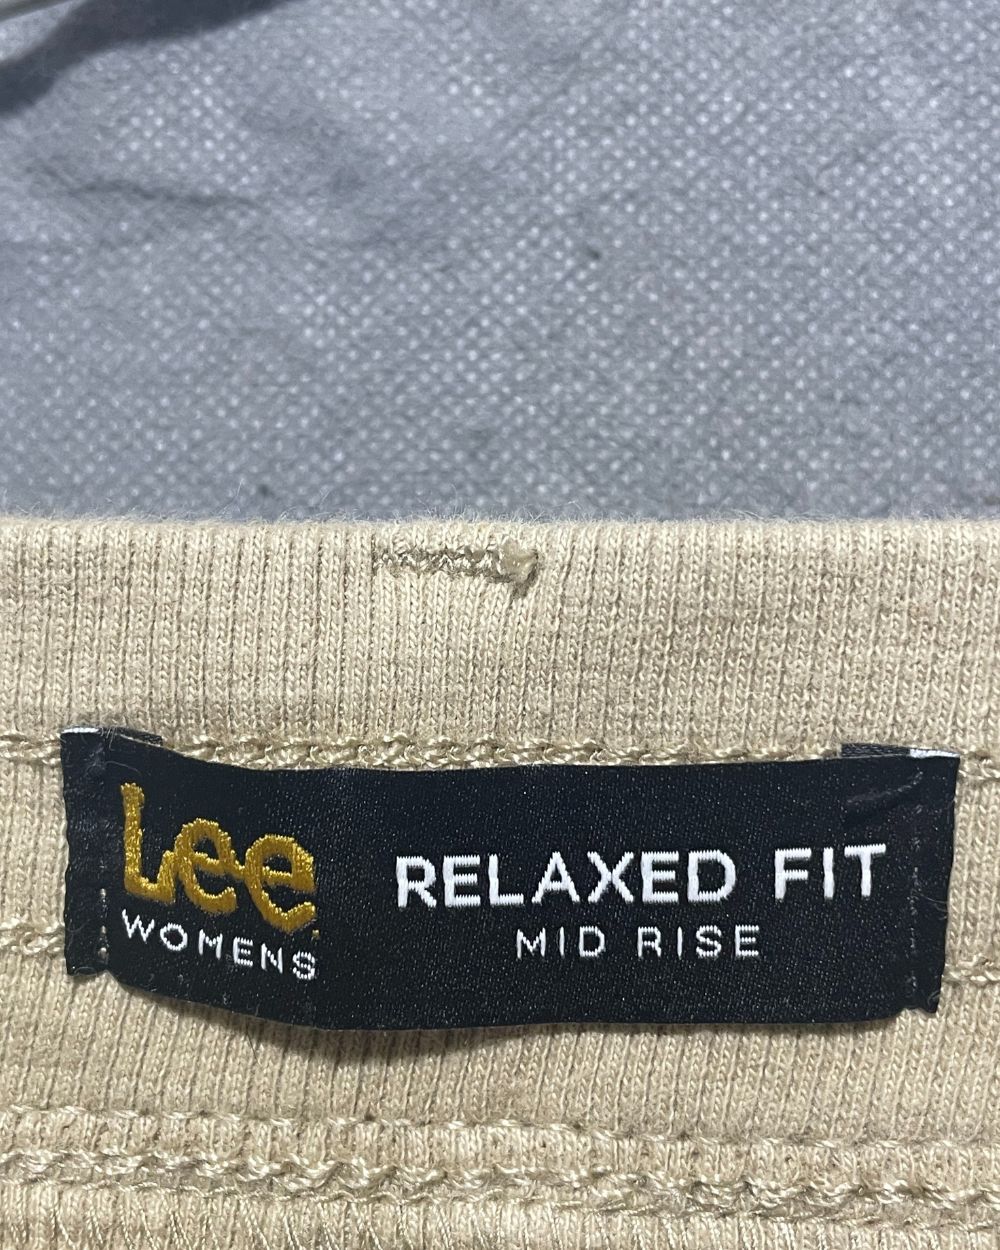 Lee
WOMENS
RELAXED FIT
MID RISE